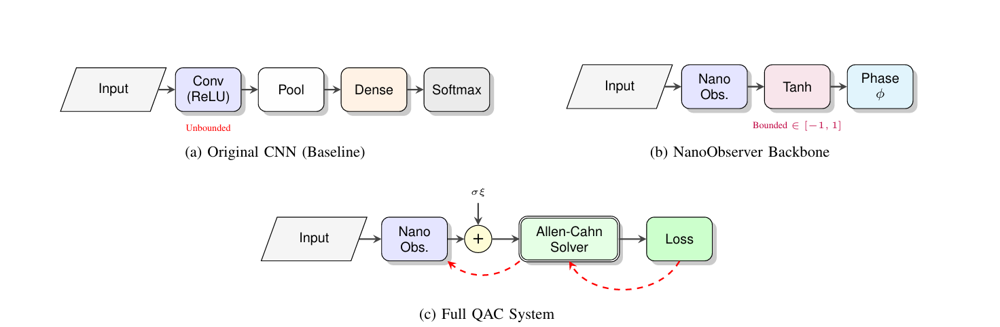 Input
Conv
(ReLU)
Pool
Dense
Softmax
Unbounded
(a) Original CNN (Baseline)
Input
Nano
Obs.
Tanh
Phase
ϕ
Bounded ∈ [−1, 1]
(b) NanoObserver Backbone
σξ
Input
Nano
Obs.
+
Allen-Cahn
Solver
Loss
(c) Full QAC System